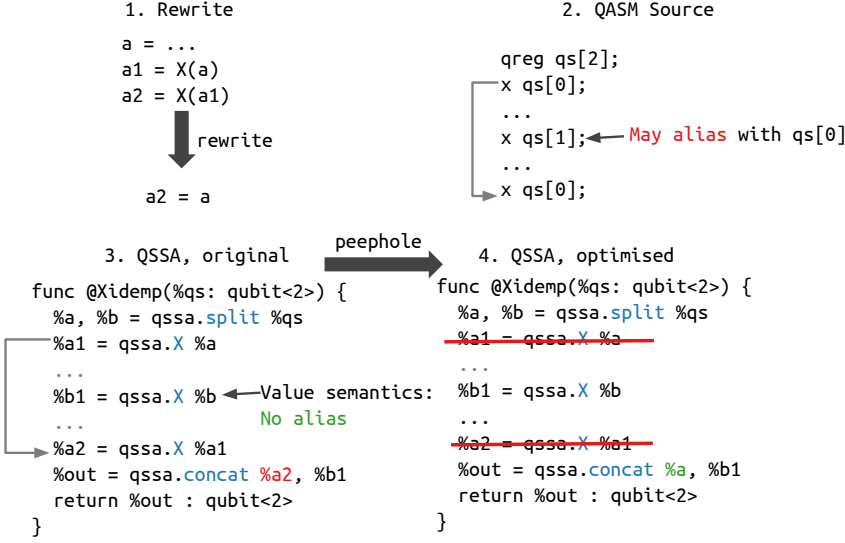 1. Rewrite
a = ...
a1 = X(a)
a2 = X(a1)
rewrite
a2 = a
2. QASM Source
qreg qs[2];
x qs[0];
...
x qs[1];
May alias with qs[0]
...
x qs[0];
3. QSSA, original
func @Xidemp(%qs: qubit<2>) {
%a, %b = qssa.split %qs
%a1 = qssa.X %a
...
%b1 = qssa.X %b
Value semantics:
No alias
...
%a2 = qssa.X %a1
%out = qssa.concat %a2, %b1
return %out : qubit<2>
}
peephole
4. QSSA, optimised
func @Xidemp(%qs: qubit<2>) {
%a, %b = qssa.split %qs
%a1 = qssa.X %a
...
%b1 = qssa.X %b
...
%a2 = qssa.X %a1
%out = qssa.concat %a, %b1
return %out : qubit<2>
}